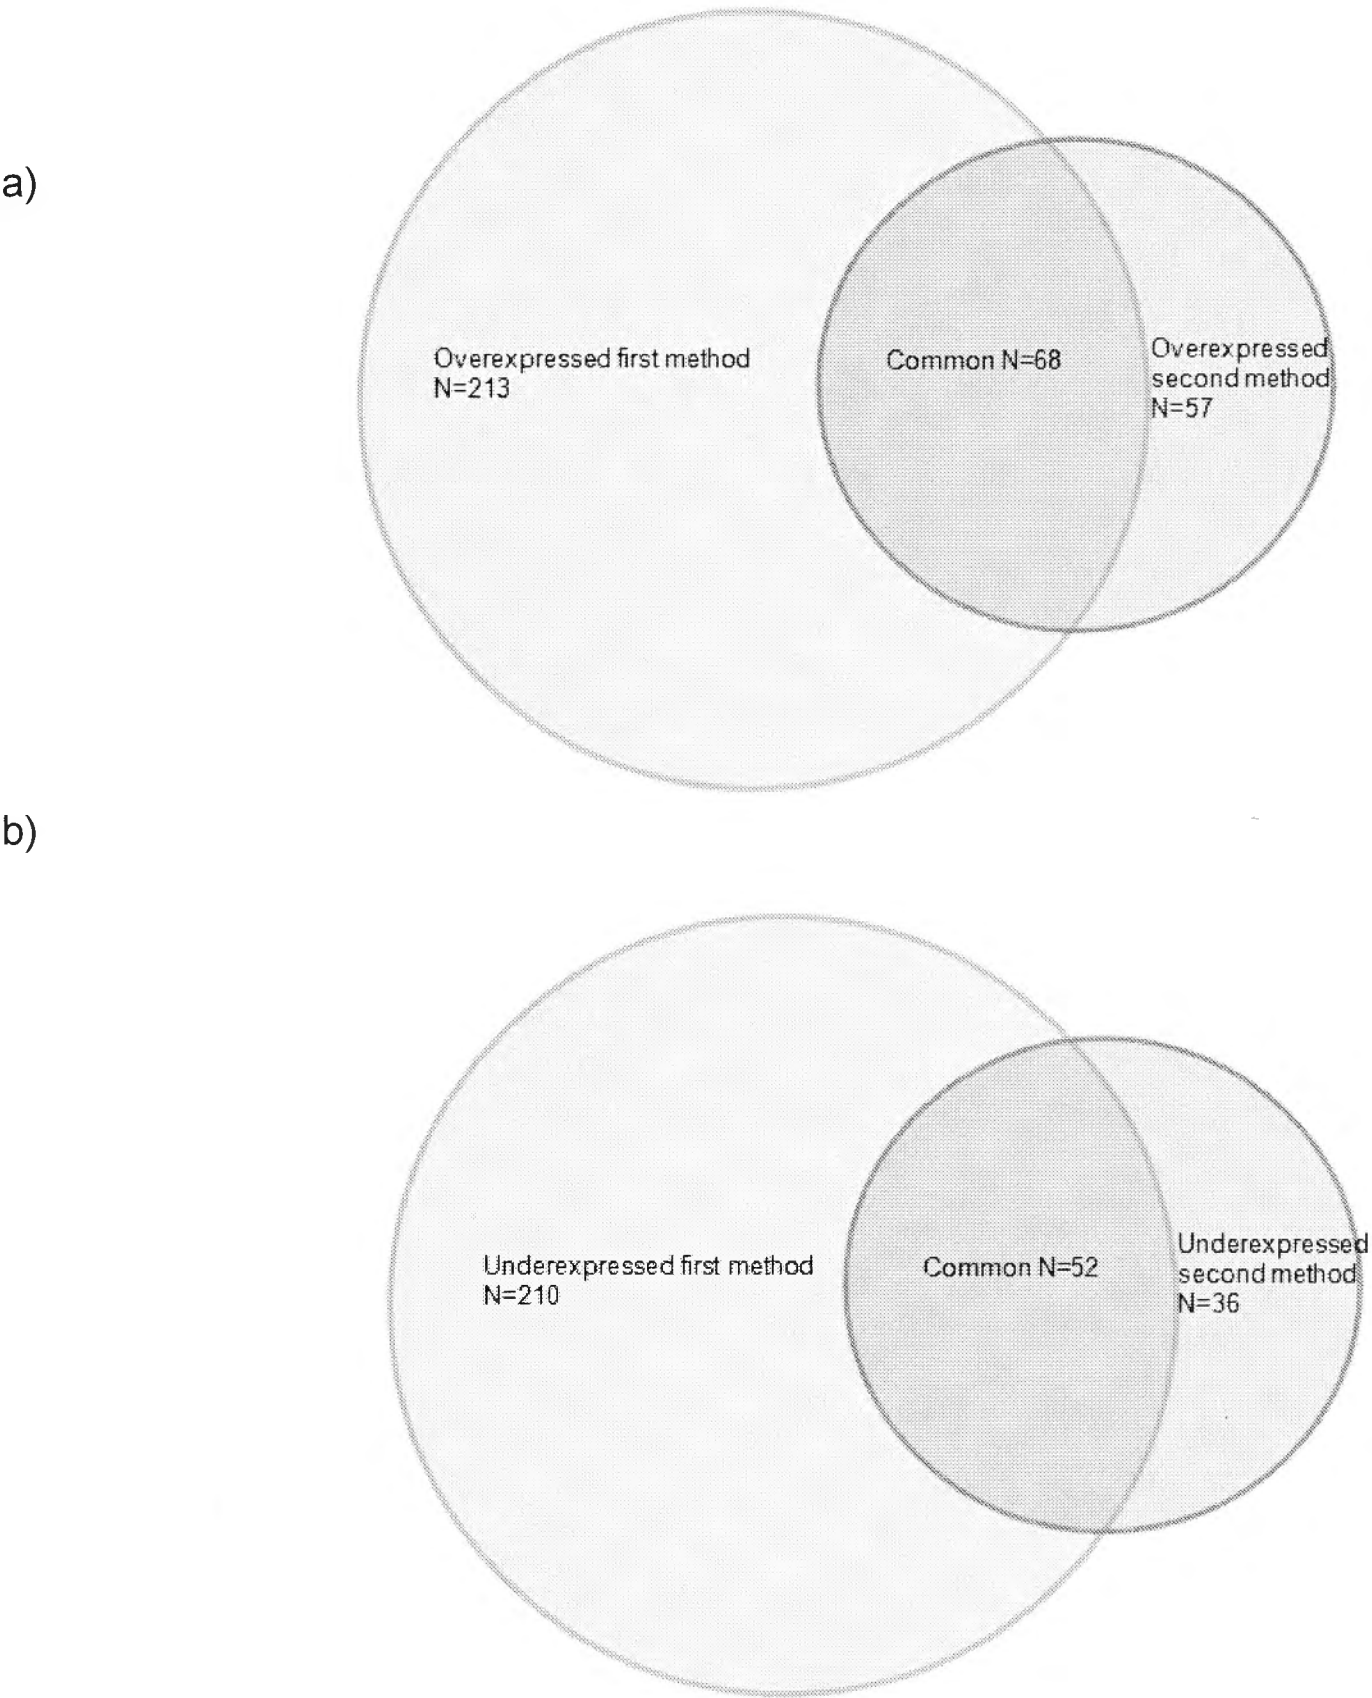 a)
Overexpressed first method
N=213
Common N=68
Overexpressed
second method
N=57
b)
Underexpressed first method
N=210
Common N=52
Underexpressed
second method
N=36